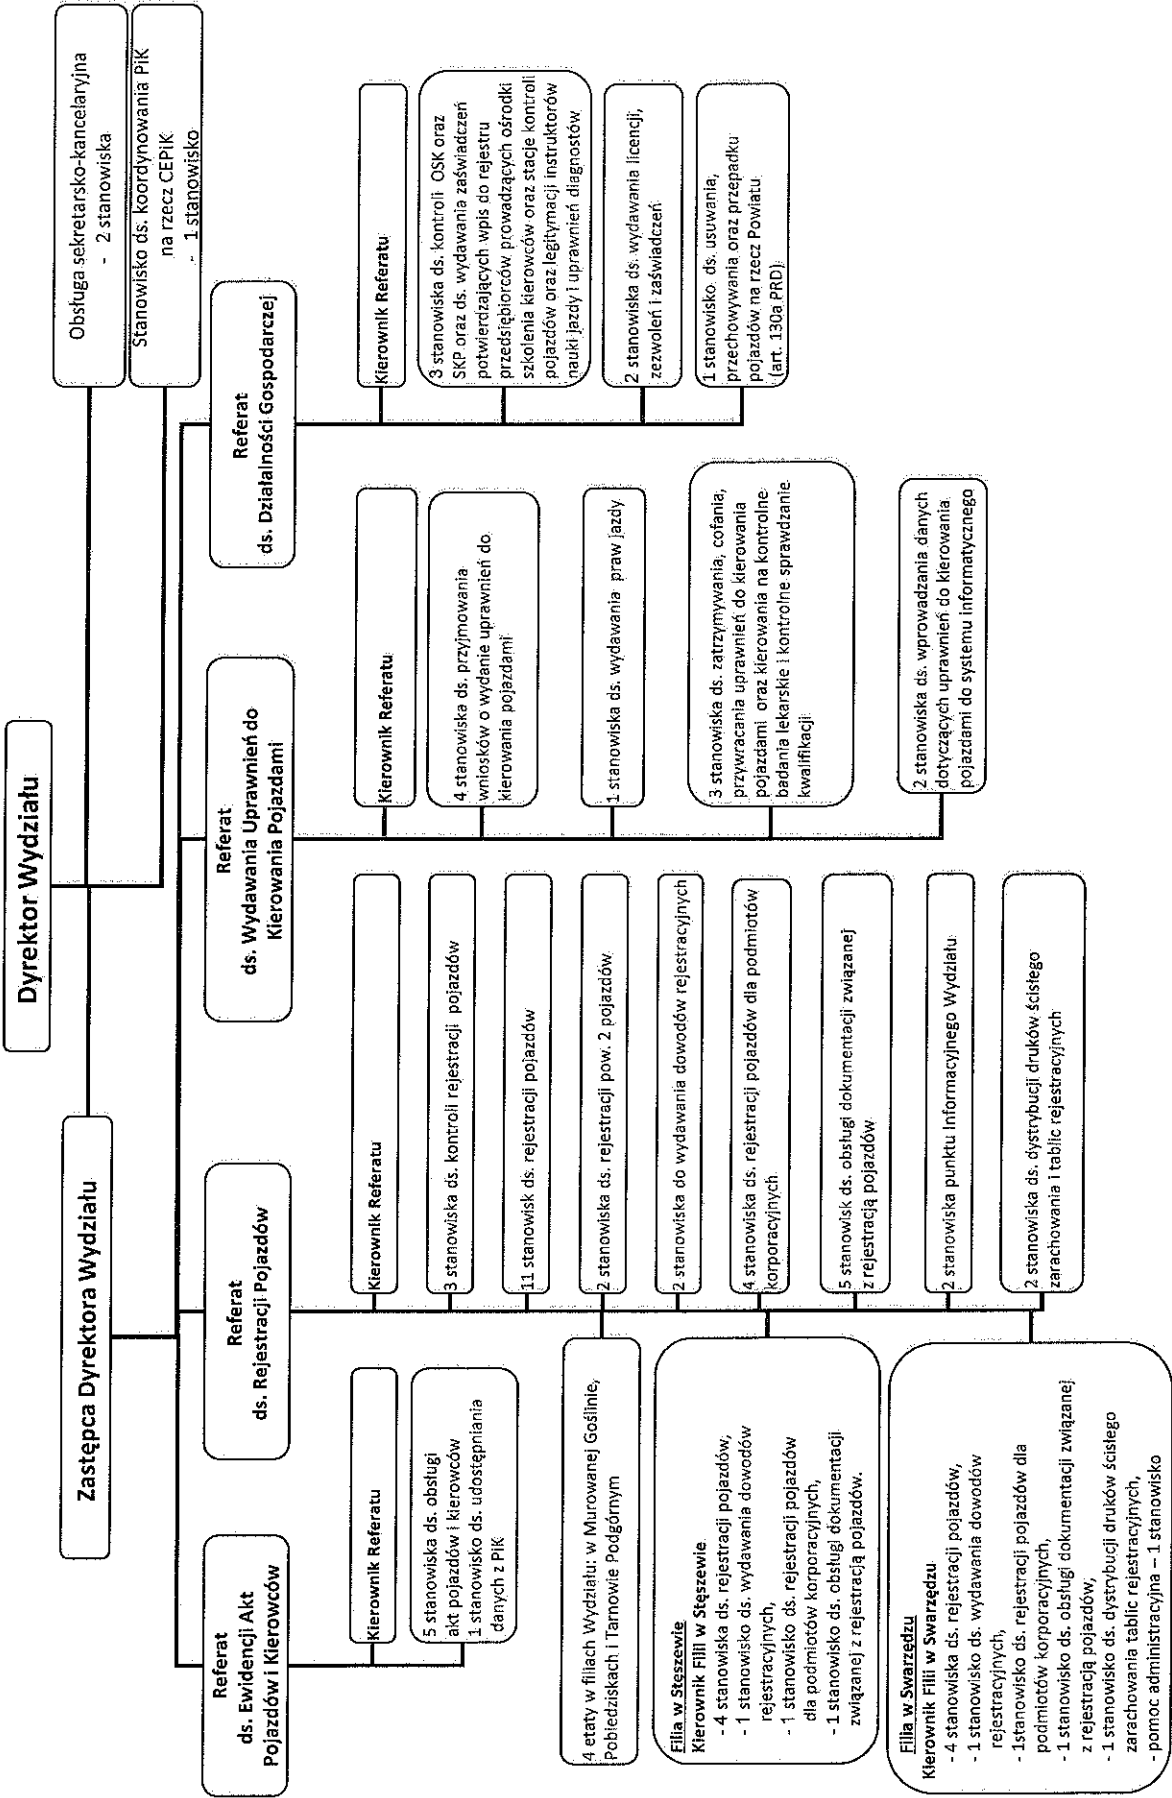 Dyrektor Wydziału
Zastępca Dyrektora Wydziału
Obsługa sekretarsko-kancelaryjna
- 2 stanowiska
Stanowisko ds. koordynowania PiK
na rzecz CEPiK
- 1 stanowisko
Referat
ds. Ewidencji Akt
Pojazdów i Kierowców
Kierownik Referatu
5 stanowiska ds. obsługi
akt pojazdów i kierowców
1 stanowisko ds. udostępniania
danych z PiK
Referat
ds. Rejestracji Pojazdów
Kierownik Referatu
3 stanowiska ds. kontroli rejestracji pojazdów
11 stanowisk ds. rejestracji pojazdów
2 stanowiska ds. rejestracji pow. 2 pojazdów
2 stanowiska do wydawania dowodów rejestracyjnych
4 stanowiska ds. rejestracji pojazdów dla podmiotów
korporacyjnych
5 stanowisk ds. obsługi dokumentacji związanej
z rejestracją pojazdów
2 stanowiska punktu Informacyjnego Wydziału
2 stanowiska ds. dystrybucji druków ścisłego
zarachowania i tablic rejestracyjnych
4 etaty w filiach Wydziału: w Murowanej Goślinie,
Pobiedziskach i Tarnowie Podgórnym
Filia w Stęszewie
Kierownik Filii w Stęszewie
- 4 stanowiska ds. rejestracji pojazdów,
- 1 stanowisko ds. wydawania dowodów
rejestracyjnych,
- 1 stanowisko ds. rejestracji pojazdów
dla podmiotów korporacyjnych,
- 1 stanowisko ds. obsługi dokumentacji
związanej z rejestracją pojazdów.
Filia w Swarzędzu
Kierownik Filii w Swarzędzu
- 4 stanowiska ds. rejestracji pojazdów,
- 1 stanowisko ds. wydawania dowodów
rejestracyjnych,
- 1stanowisko ds. rejestracji pojazdów dla
podmiotów korporacyjnych,
- 1 stanowisko ds. obsługi dokumentacji związanej
z rejestracją pojazdów,
- 1 stanowisko ds. dystrybucji druków ścisłego
zarachowania tablic rejestracyjnych,
- pomoc administracyjna – 1 stanowisko
Referat
ds. Wydawania Uprawnień do
Kierowania Pojazdami
Kierownik Referatu
4 stanowiska ds. przyjmowania
wniosków o wydanie uprawnień do
kierowania pojazdami
1 stanowiska ds. wydawania praw jazdy
3 stanowiska ds. zatrzymywania, cofania,
przywracania uprawnień do kierowania
pojazdami oraz kierowania na kontrolne
badania lekarskie i kontrolne sprawdzanie
kwalifikacji
2 stanowiska ds. wprowadzania danych
dotyczących uprawnień do kierowania
pojazdami do systemu informatycznego
Referat
ds. Działalności Gospodarczej
Kierownik Referatu
3 stanowiska ds. kontroli OSK oraz
SKP oraz ds. wydawania zaświadczeń
potwierdzających wpis do rejestru
przedsiębiorców prowadzących ośrodki
szkolenia kierowców oraz stacje kontroli
pojazdów oraz legitymacji instruktorów
nauki jazdy i uprawnień diagnostów
2 stanowiska ds. wydawania licencji,
zezwoleń i zaświadczeń
1 stanowisko ds. usuwania,
przechowywania oraz przepadku
pojazdów na rzecz Powiatu
(art. 130a PRD)